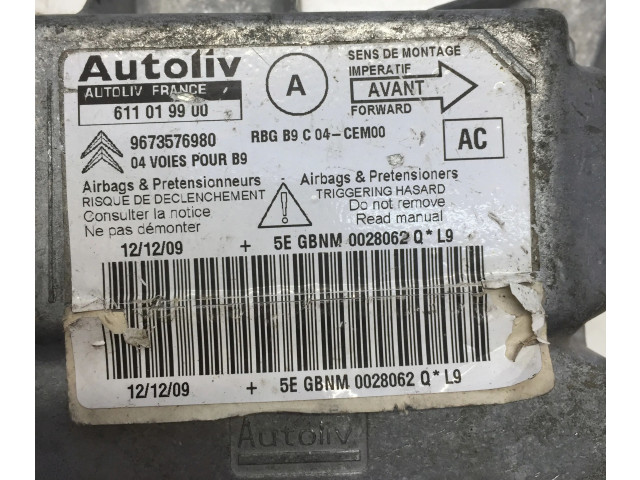 Autoliv
AUTOLIV FRANCE
611 01 99 00
A
SENS DE MONTAGE
IMPERATIF
AVANT
FORWARD
9673576980
04 VOIES POUR B9
RBG B9 C 04-CEM00
AC
Airbags & Pretensionneurs
RISQUE DE DECLENCHEMENT
Consulter la notice
Ne pas démonter
Airbags & Pretensioners
TRIGGERING HASARD
Do not remove
Read manual
12/12/09 + 5E GBNM 0028062 Q * L9
12/12/09 + 5E GBNM 0028062 Q * L9
Autoliv